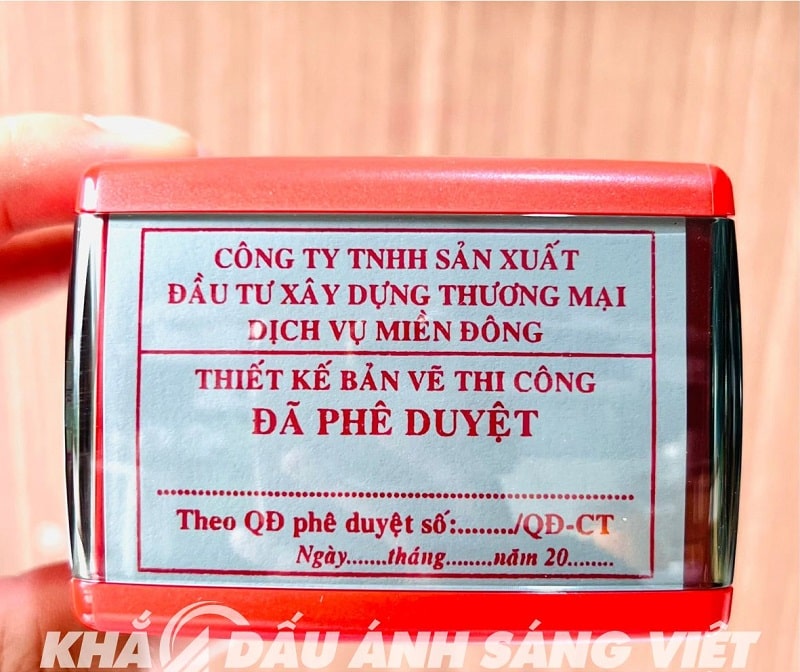 CÔNG TY TNHH SẢN XUẤT
ĐẦU TƯ XÂY DỰNG THƯƠNG MẠI
DỊCH VỤ MIỀN ĐÔNG
THIẾT KẾ BẢN VẼ THI CÔNG
ĐÃ PHÊ DUYỆT
........................................................................
Theo QĐ phê duyệt số:........./QĐ-CT
Ngày.......tháng........năm 20........
KHẮC DẤU ÁNH SÁNG VIỆT